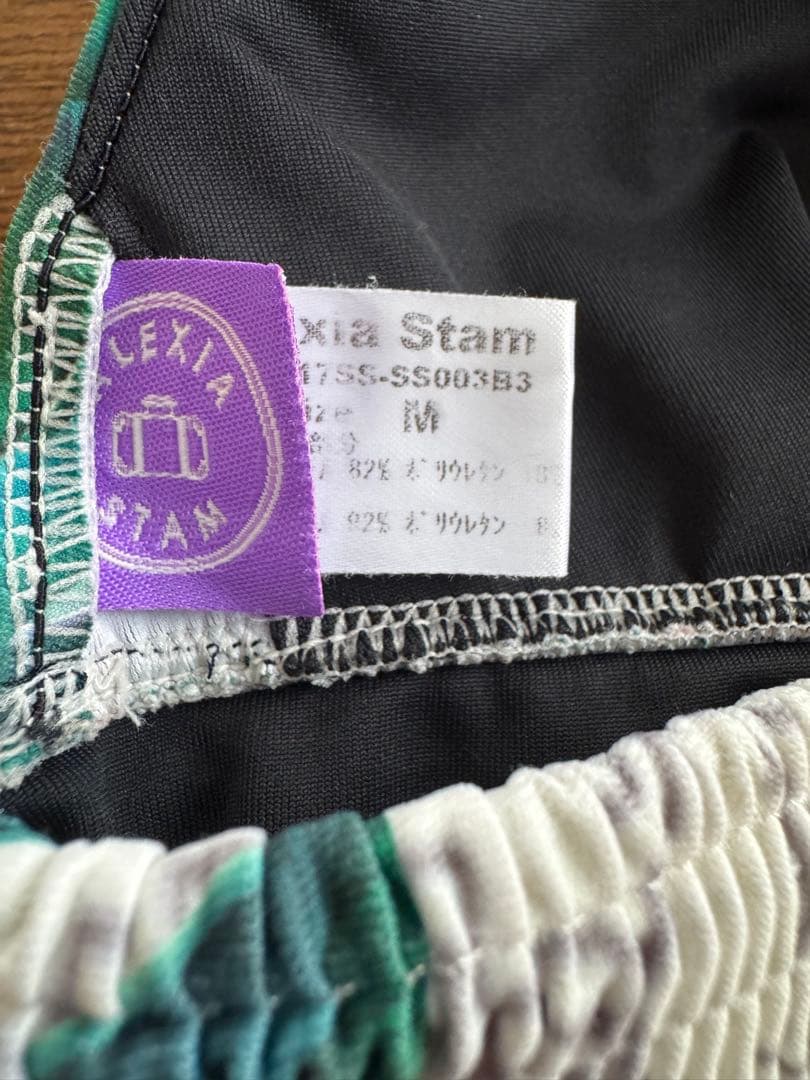 ALEXIA
STAM
xia Stam
17SS-SS003B3
M
82% ポリウレタン
92% ポリウレタン